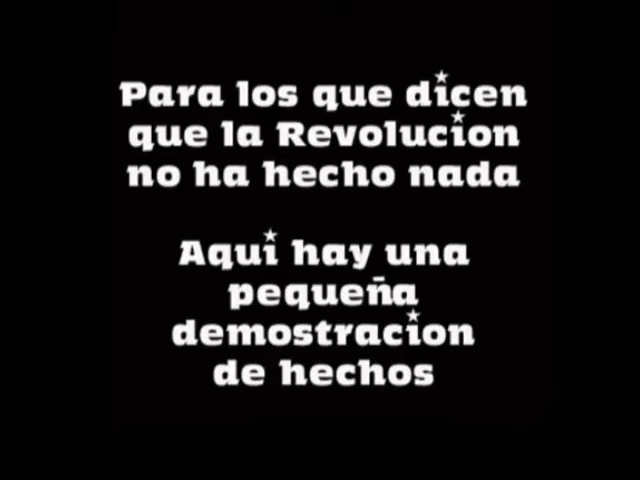 Para los que dicen
que la Revolucion
no ha hecho nada
Aqui hay una
pequeña
demostracion
de hechos